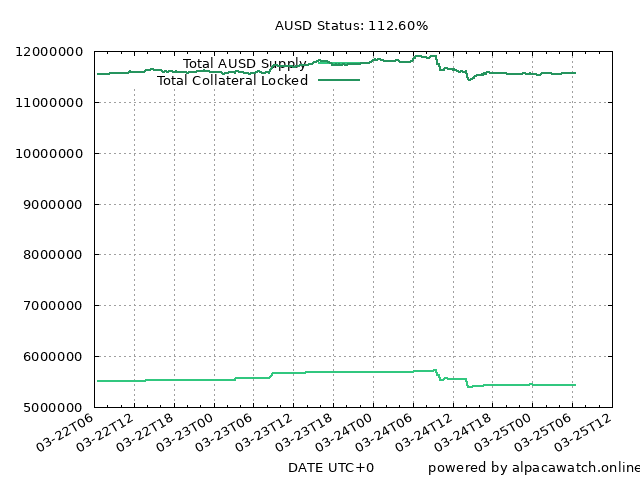 AUSD Status: 112.60%
12000000
11000000
10000000
9000000
8000000
7000000
6000000
5000000
Total AUSD Supply
Total Collateral Locked
03-22T06
03-22T12
03-22T18
03-23T00
03-23T06
03-23T12
03-23T18
03-24T00
03-24T06
03-24T12
03-24T18
03-25T00
03-25T06
03-25T12
DATE UTC+0
powered by alpacawatch.online